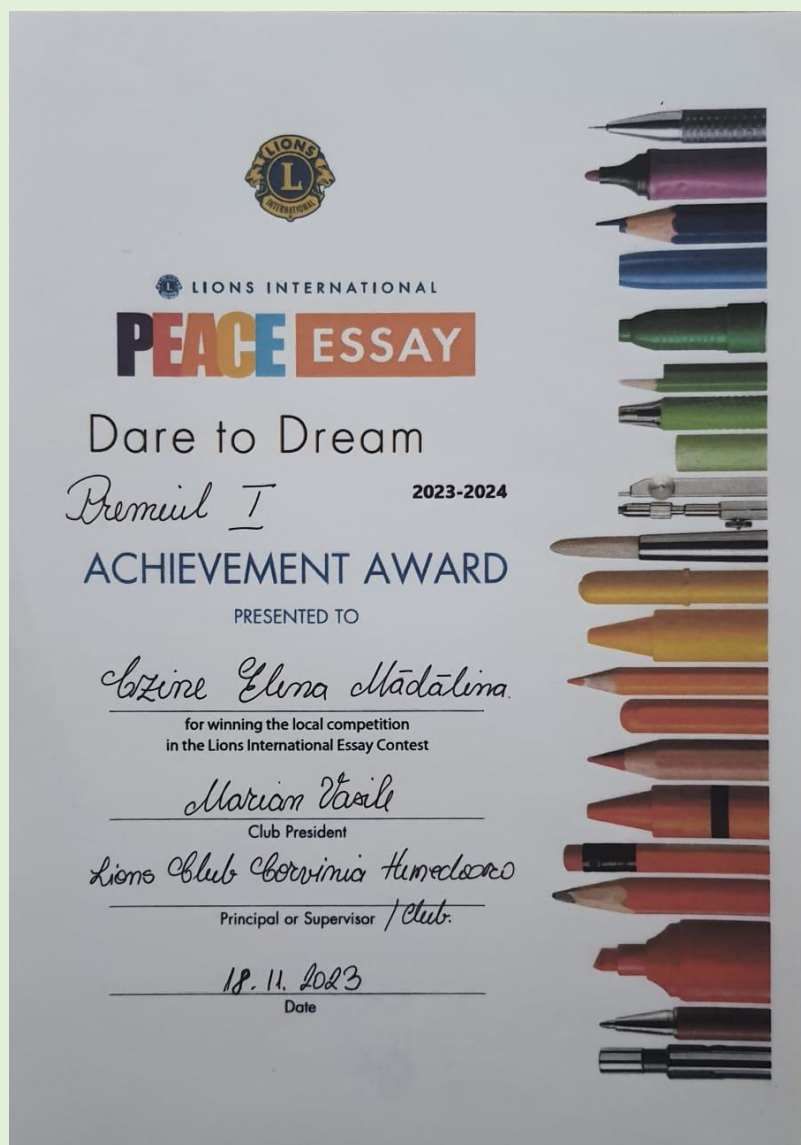 LIONS
L
INTERNATIONAL
LIONS INTERNATIONAL
PEACE ESSAY
Dare to Dream
Premiul I 2023-2024
ACHIEVEMENT AWARD
PRESENTED TO
Elena Mădălina
for winning the local competition
in the Lions International Essay Contest
Marian Vasile
Club President
Lions Club Corvinia
Principal or Supervisor / Club.
18. 11. 2023
Date